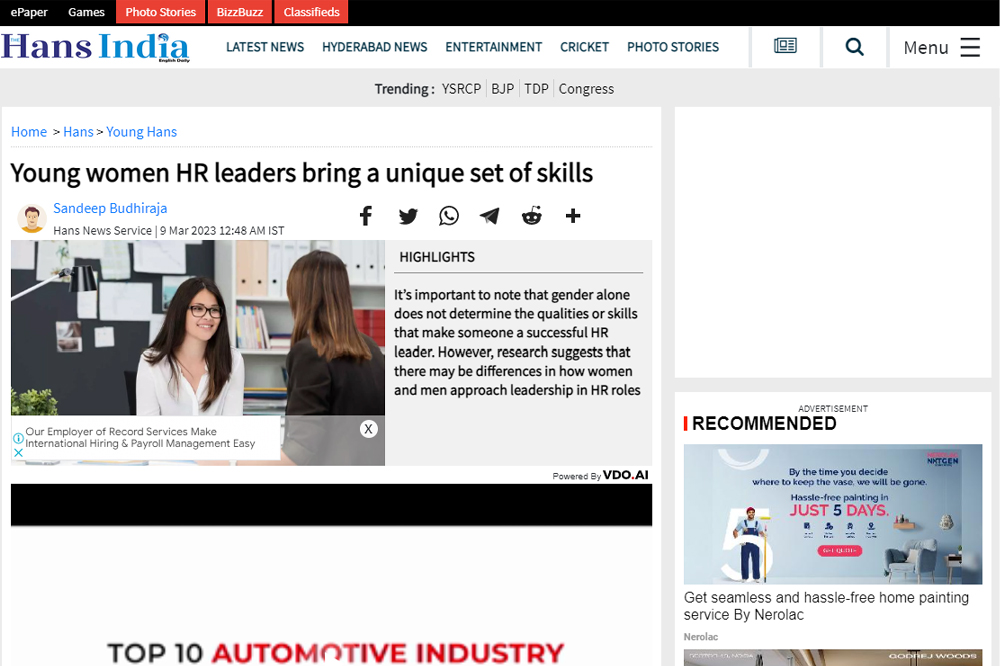 ePaper Games Photo Stories BizzBuzz Classifieds
THE Hans India
English Daily
LATEST NEWS HYDERABAD NEWS ENTERTAINMENT CRICKET PHOTO STORIES
Menu
Trending : YSRCP BJP TDP Congress
Home > Hans > Young Hans
Young women HR leaders bring a unique set of skills
Sandeep Budhiraja
Hans News Service | 9 Mar 2023 12:48 AM IST
HIGHLIGHTS
It's important to note that gender alone
does not determine the qualities or skills
that make someone a successful HR
leader. However, research suggests that
there may be differences in how women
and men approach leadership in HR roles
Our Employer of Record Services Make
International Hiring & Payroll Management Easy
X
Powered By VDO.AI
TOP 10 AUTOMOTIVE INDUSTRY
ADVERTISEMENT
RECOMMENDED
By the time you decide
where to keep the vase, we will be gone.
Hassle-free painting in
JUST 5 DAYS.
5
GET QUOTE
Get seamless and hassle-free home painting
service By Nerolac
Nerolac
GODREJ WOODS